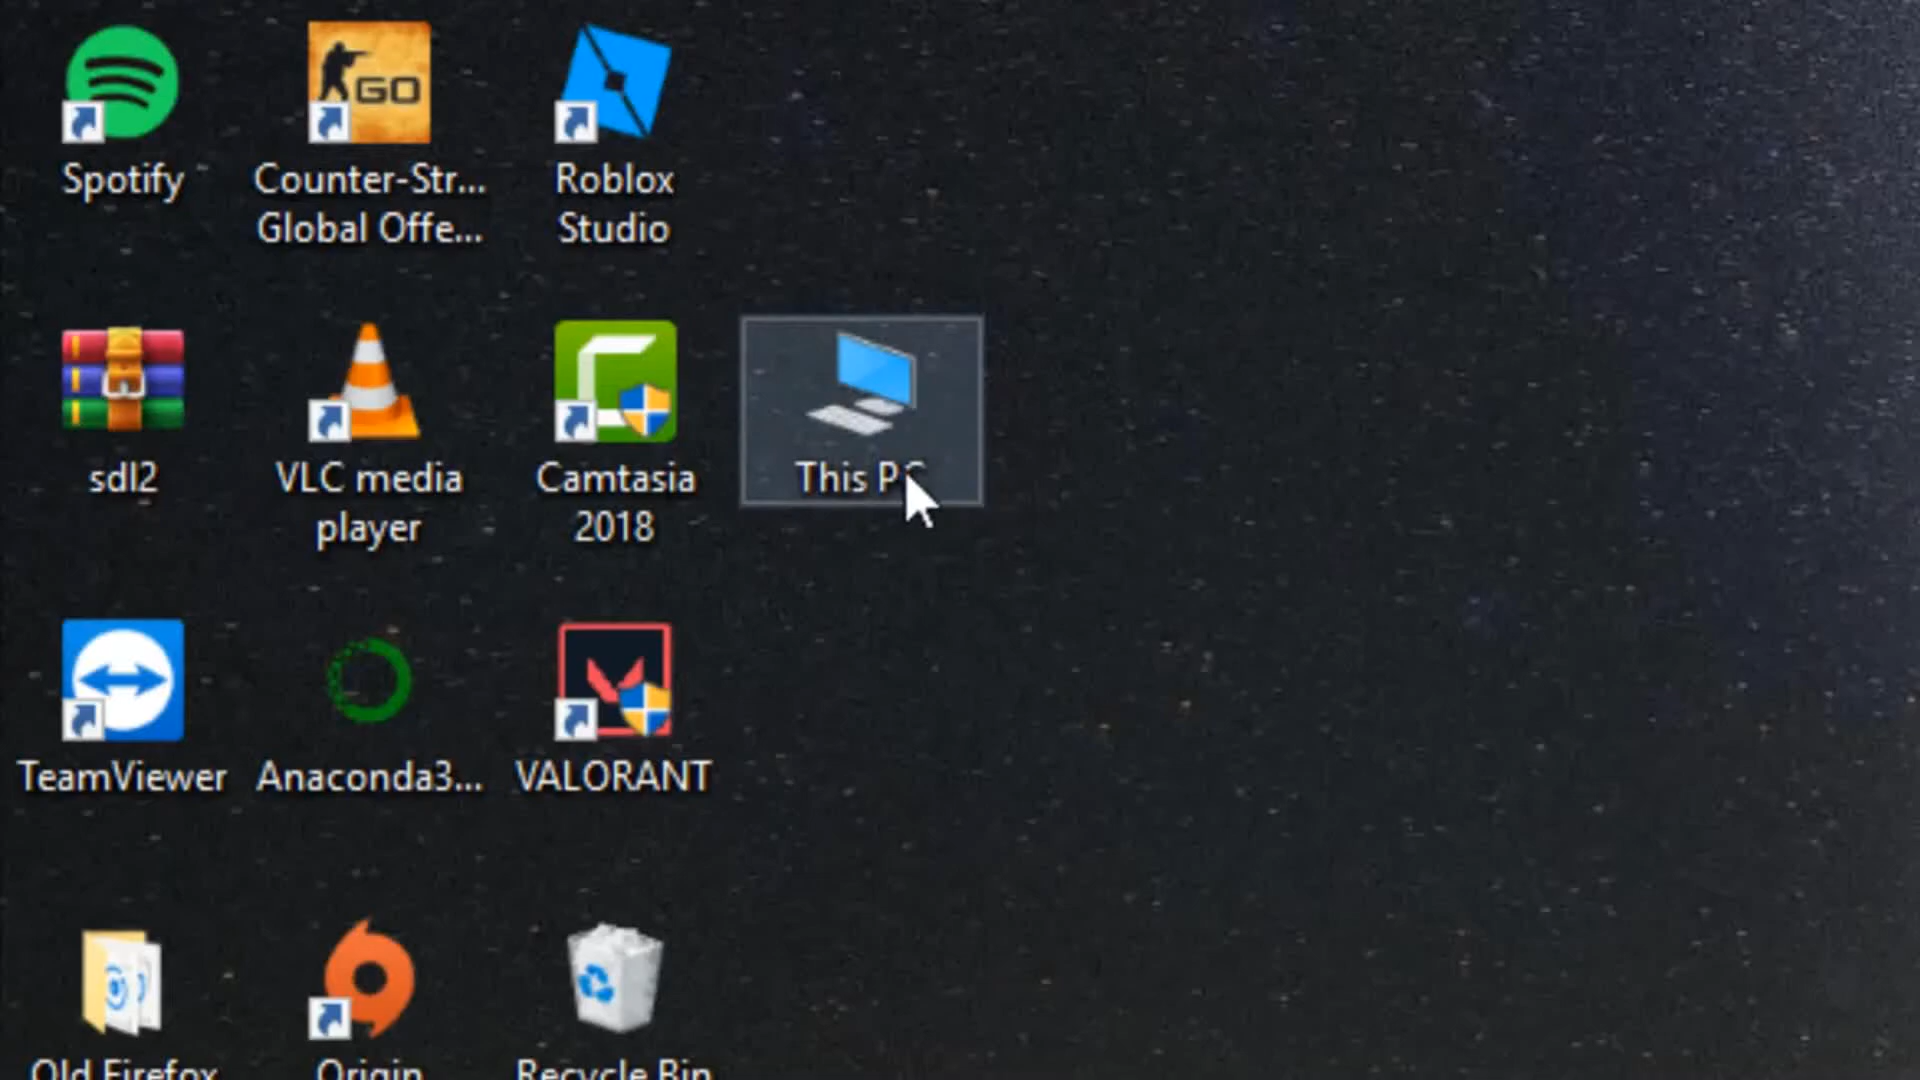 GO
Spotify
Counter-Str...
Global Offe...
Roblox
Studio
sdl2
VLC media
player
Camtasia
2018
This PC
TeamViewer
Anaconda3...
VALORANT
Old Firefox
Origin
Recycle Bin